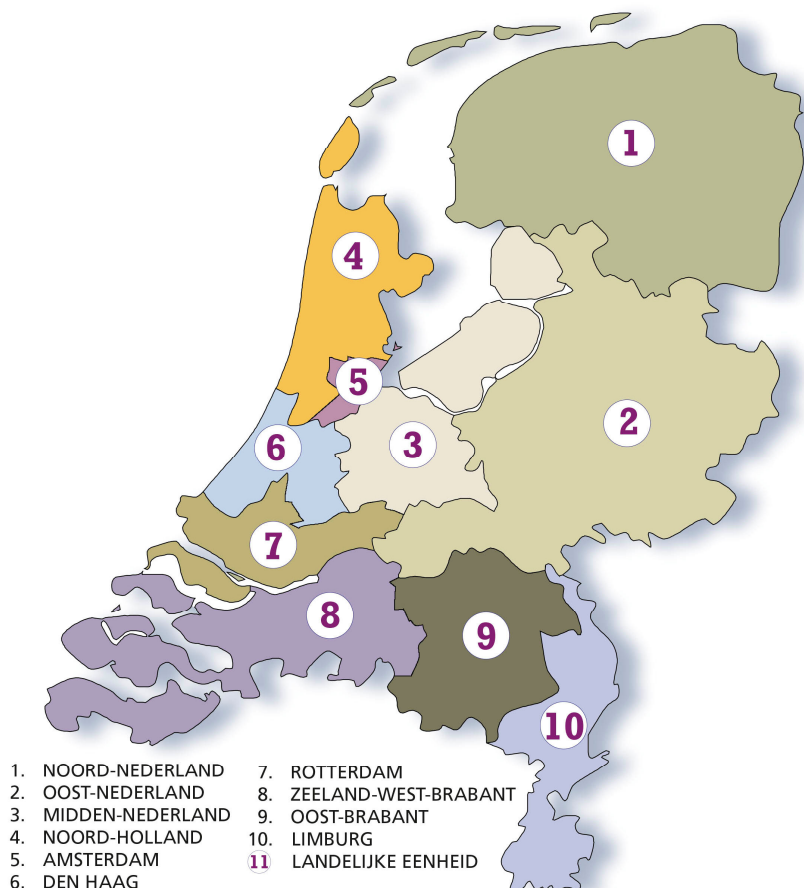 1
4
5
2
3
6
7
8
9
10
1. NOORD-NEDERLAND
2. OOST-NEDERLAND
3. MIDDEN-NEDERLAND
4. NOORD-HOLLAND
5. AMSTERDAM
6. DEN HAAG
7. ROTTERDAM
8. ZEELAND-WEST-BRABANT
9. OOST-BRABANT
10. LIMBURG
11 LANDELIJKE EENHEID